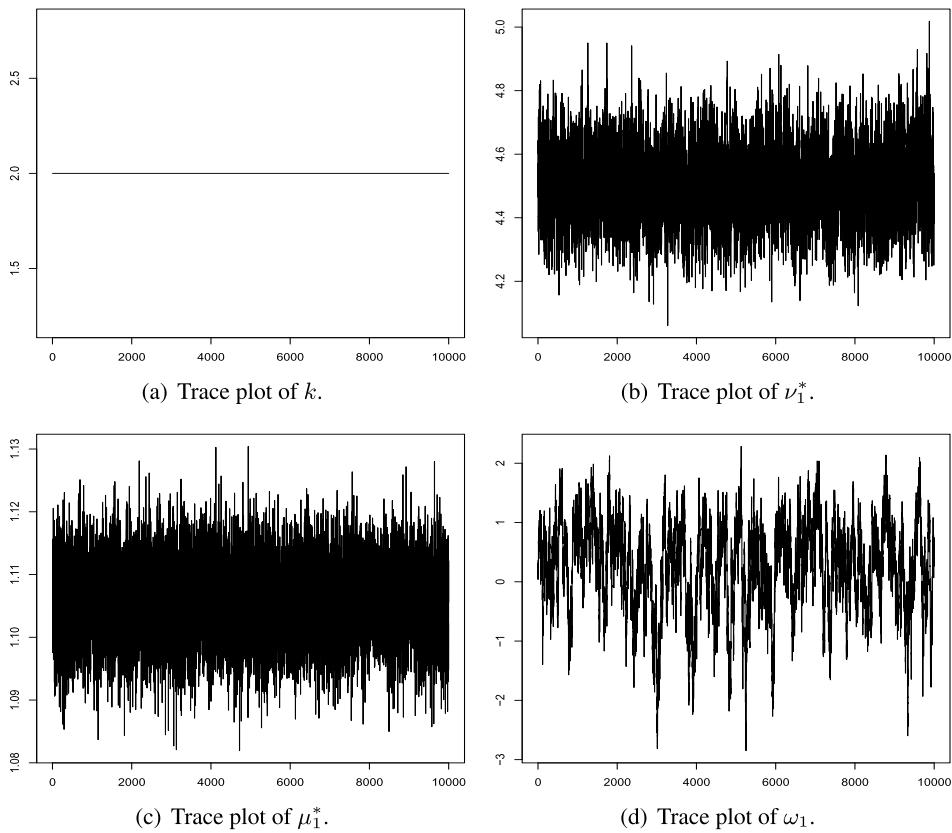 2.5
2.0
1.5
0 2000 4000 6000 8000 10000
(a) Trace plot of k.
5.0
4.8
4.6
4.4
4.2
0 2000 4000 6000 8000 10000
(b) Trace plot of ν₁*.
1.13
1.12
1.11
1.10
1.09
1.08
0 2000 4000 6000 8000 10000
(c) Trace plot of μ₁*.
2
1
0
-1
-2
-3
0 2000 4000 6000 8000 10000
(d) Trace plot of ω₁.